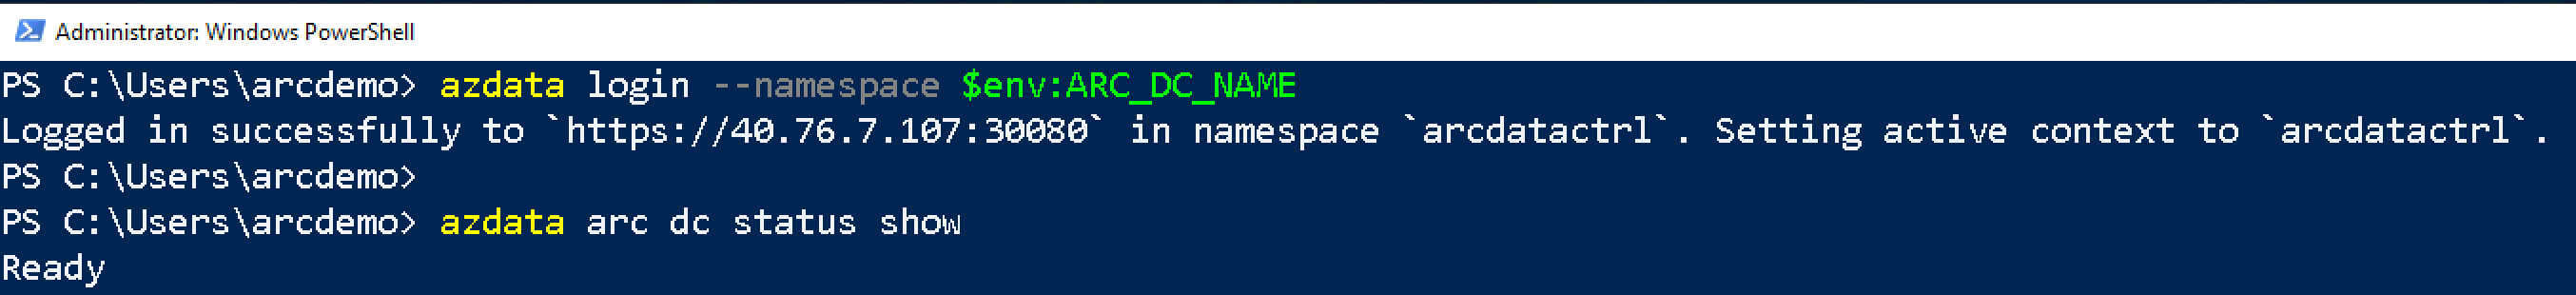 Administrator: Windows PowerShell
PS C:\Users\arcdemo> azdata login --namespace $env:ARC_DC_NAME
Logged in successfully to `https://40.76.7.107:30080` in namespace `arcdatactrl`. Setting active context to `arcdatactrl`.
PS C:\Users\arcdemo>
PS C:\Users\arcdemo> azdata arc dc status show
Ready